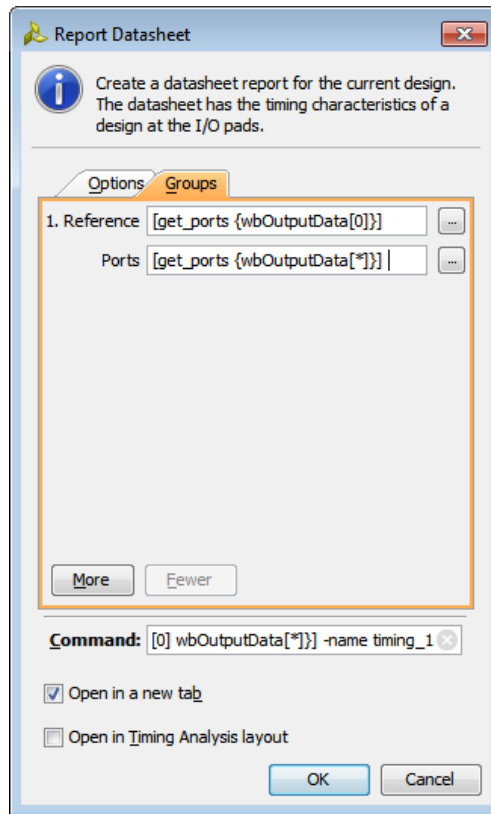 Report Datasheet
Create a datasheet report for the current design.
The datasheet has the timing characteristics of a
design at the I/O pads.
Options Groups
1. Reference [get_ports {wbOutputData[0]}] ...
Ports [get_ports {wbOutputData[*]}] ...
More Fewer
Command: [0] wbOutputData[*]}] -name timing_1
Open in a new tab
Open in Timing Analysis layout
OK Cancel